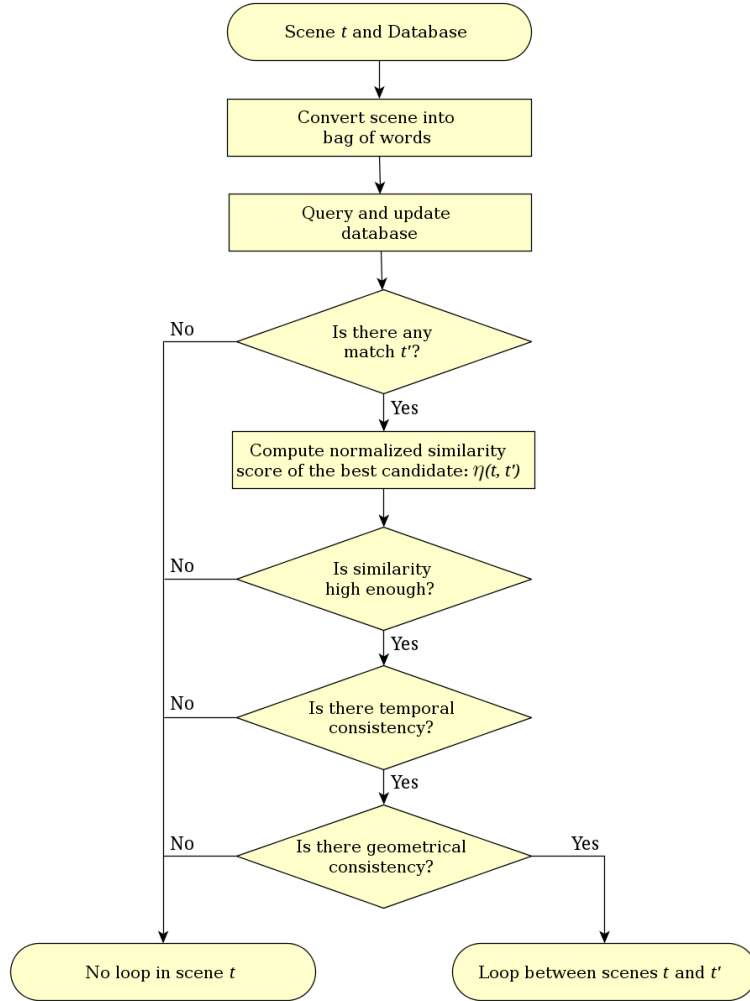 Scene t and Database
Convert scene into
bag of words
Query and update
database
Is there any
match t'?
No
Yes
Compute normalized similarity
score of the best candidate: η(t, t')
Is similarity
high enough?
No
Yes
Is there temporal
consistency?
No
Yes
Is there geometrical
consistency?
No
Yes
No loop in scene t
Loop between scenes t and t'